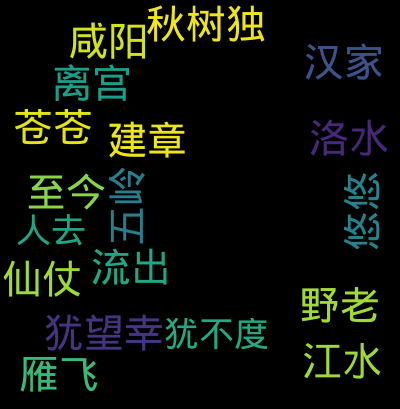 秋树独
咸阳
汉家
离宫
苍苍
建章
洛水
至今
五岭
悠悠
人去
流出
仙仗
野老
犹望幸
犹不度
江水
雁飞